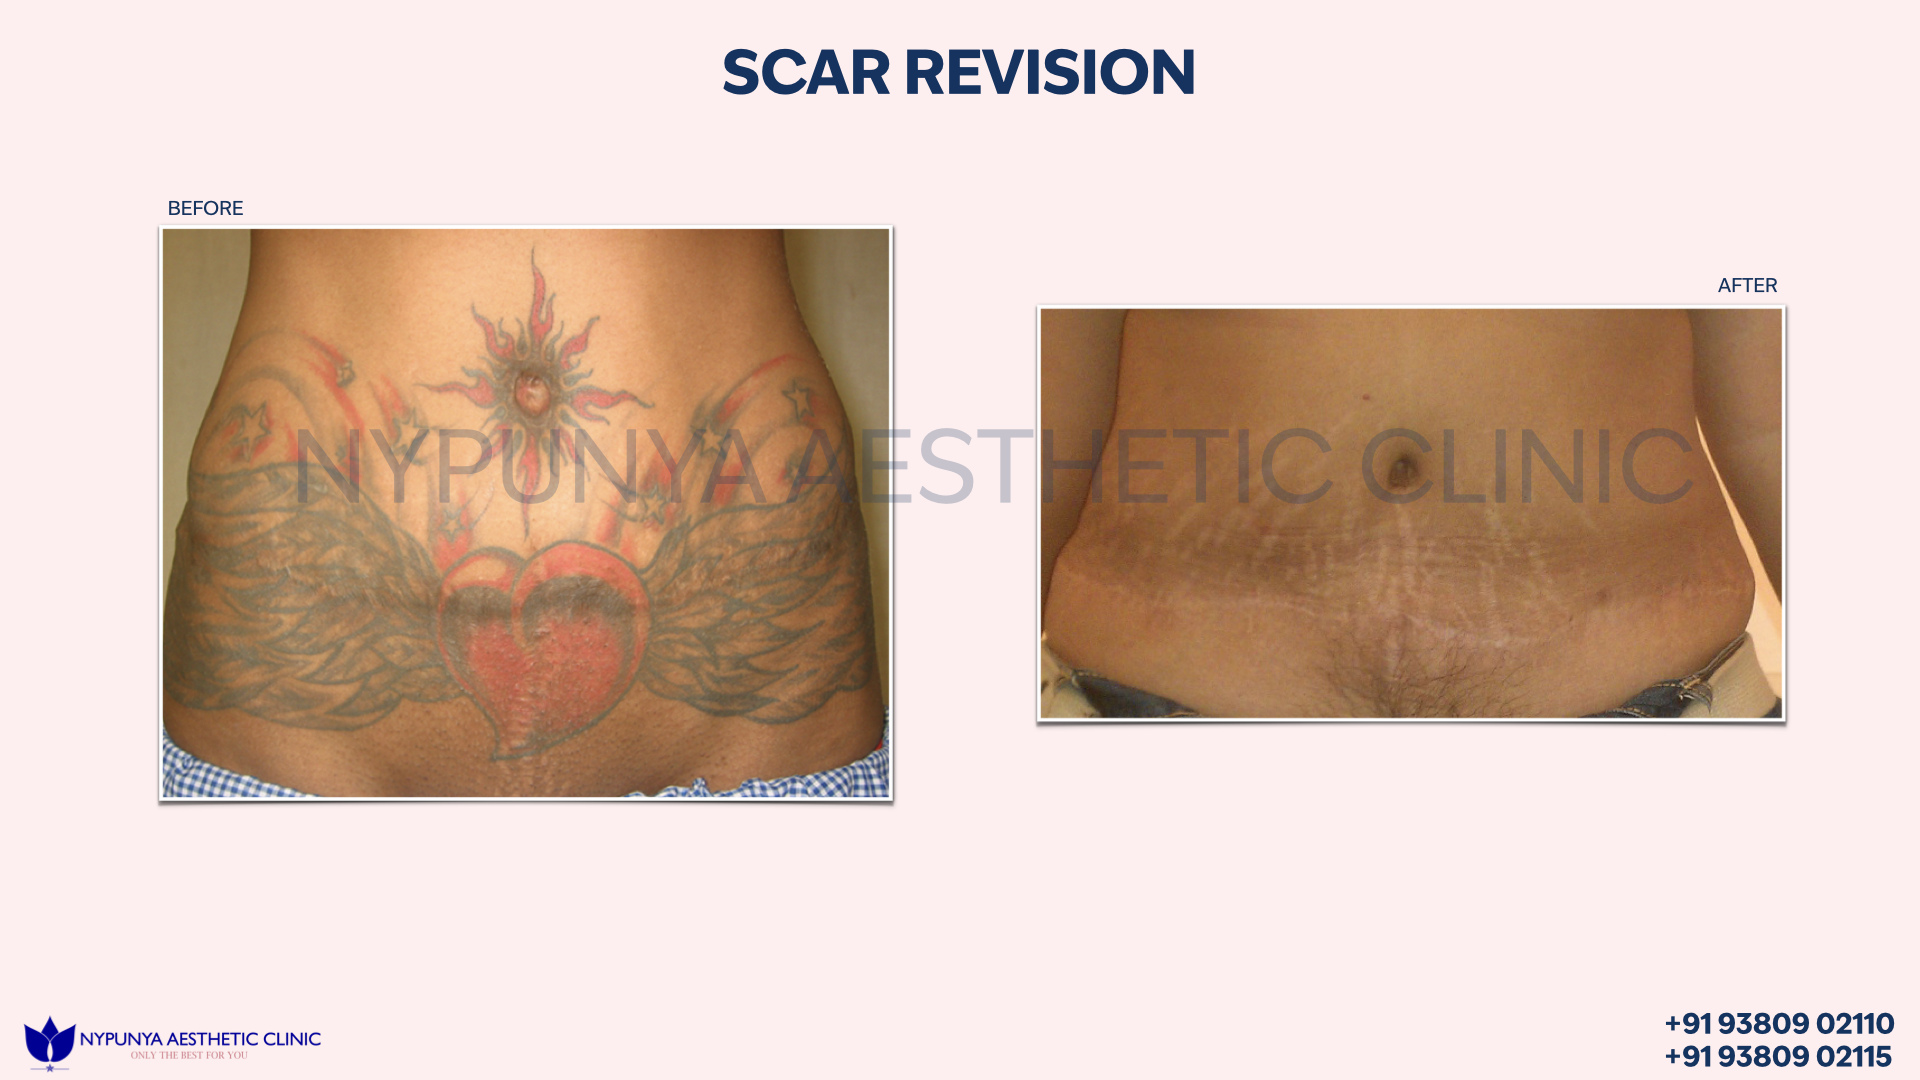 SCAR REVISION
BEFORE
AFTER
NYPUNYA AESTHETIC CLINIC
NYPUNYA AESTHETIC CLINIC
ONLY THE BEST FOR YOU
+91 93809 02110
+91 93809 02115